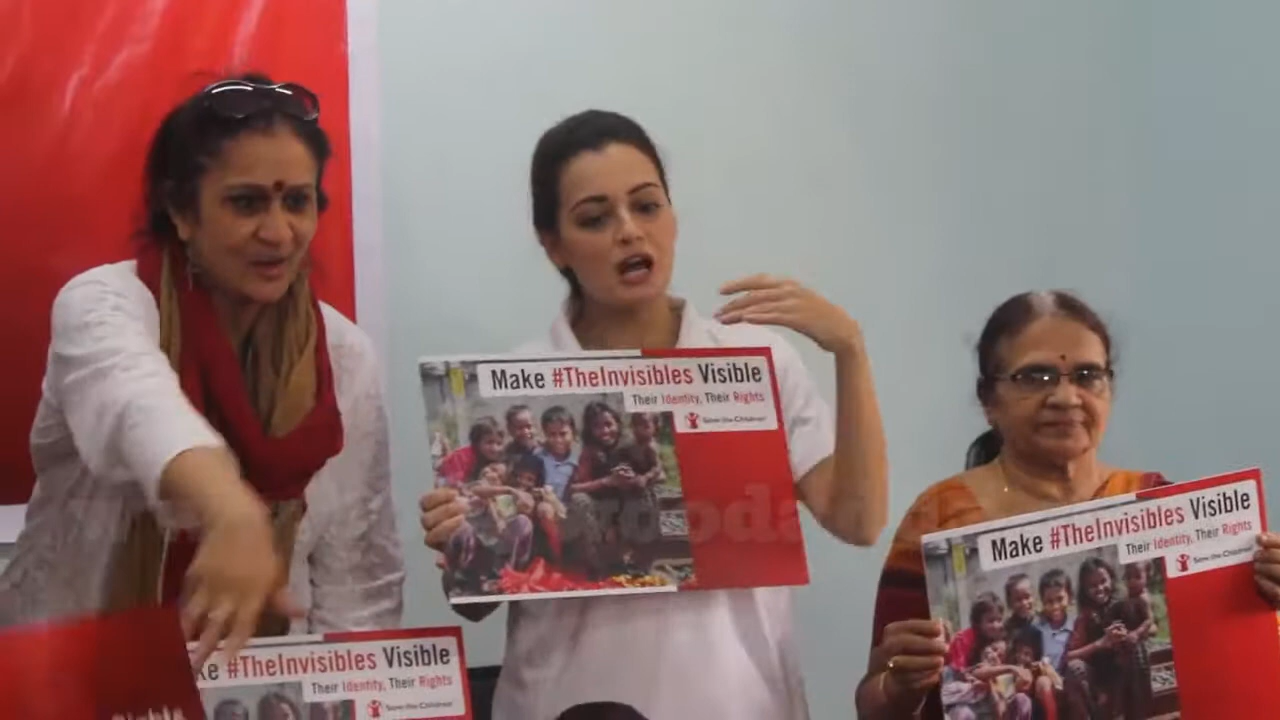 Make #TheInvisibles Visible
Their Identity, Their Rights
Save the Children
Make #TheInvisibles Visible
Their Identity, Their Rights
Save the Children
#TheInvisibles Visible
Their Identity, Their Rights
Save the Children